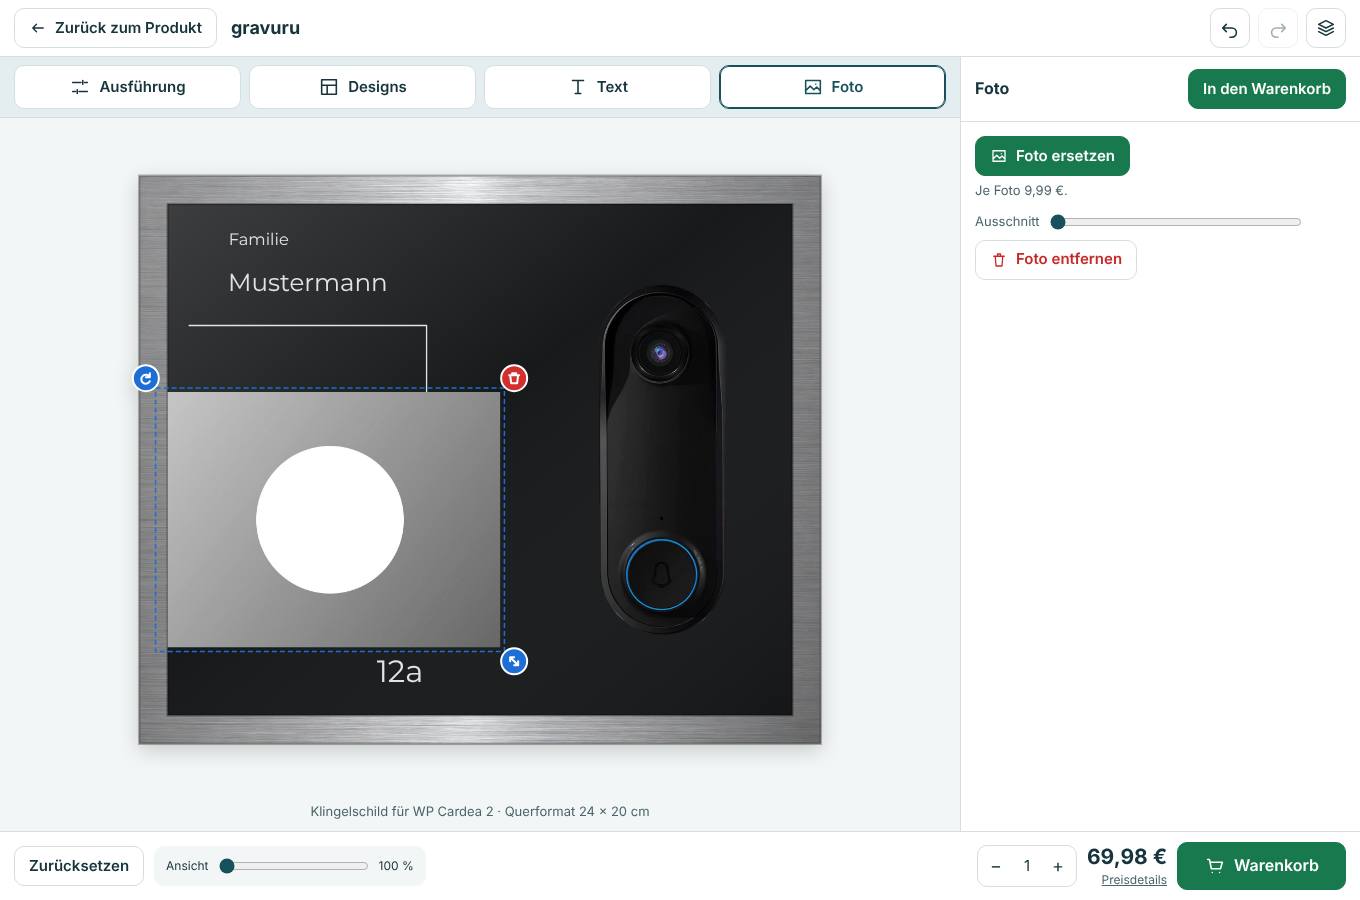 Zurück zum Produkt
gravuru
Ausführung
Designs
Text
Foto
Foto
In den Warenkorb
Foto ersetzen
Je Foto 9,99 €.
Ausschnitt
Foto entfernen
Familie
Mustermann
12a
Klingelschild für WP Cardea 2 · Querformat 24 × 20 cm
Zurücksetzen
Ansicht
100 %
− 1 +
69,98 €
Preisdetails
Warenkorb